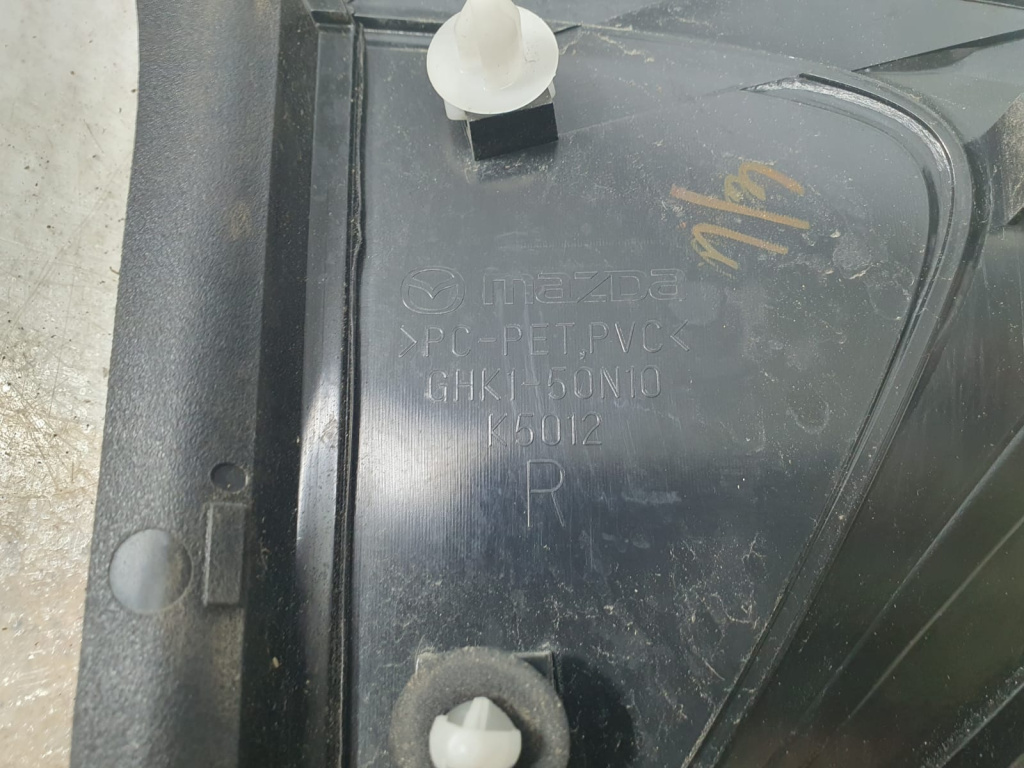 mazda
>PC-PET,PVC<
GHK1-50N10
K5012
R